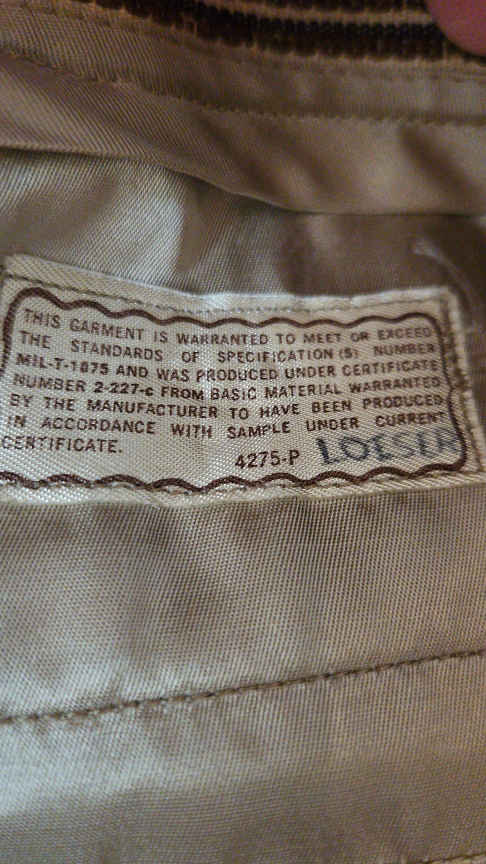 THIS GARMENT IS WARRANTED TO MEET OR EXCEED
THE STANDARDS OF SPECIFICATION(S) NUMBER
MIL-T-1875 AND WAS PRODUCED UNDER CERTIFICATE
NUMBER 2-227-c FROM BASIC MATERIAL WARRANTED
BY THE MANUFACTURER TO HAVE BEEN PRODUCED
IN ACCORDANCE WITH SAMPLE UNDER CURRENT
CERTIFICATE.
4275-P LOESER